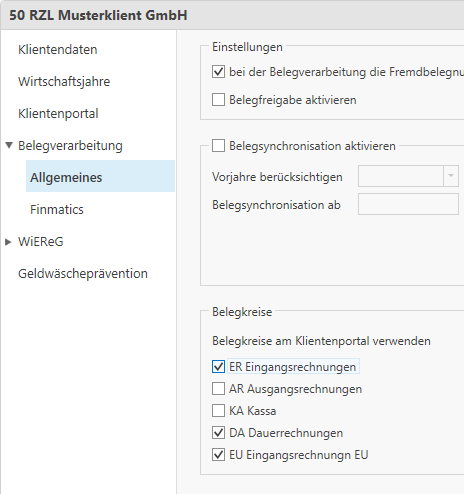 50 RZL Musterklient GmbH
Klientendaten
Wirtschaftsjahre
Klientenportal
Belegverarbeitung
Allgemeines
Finmatics
WiEReG
Geldwäscheprävention
Einstellungen
bei der Belegverarbeitung die Fremdbelegnu
Belegfreigabe aktivieren
Belegsynchronisation aktivieren
Vorjahre berücksichtigen
Belegsynchronisation ab
Belegkreise
Belegkreise am Klientenportal verwenden
ER Eingangsrechnungen
AR Ausgangsrechnungen
KA Kassa
DA Dauerrechnungen
EU Eingangsrechnungn EU